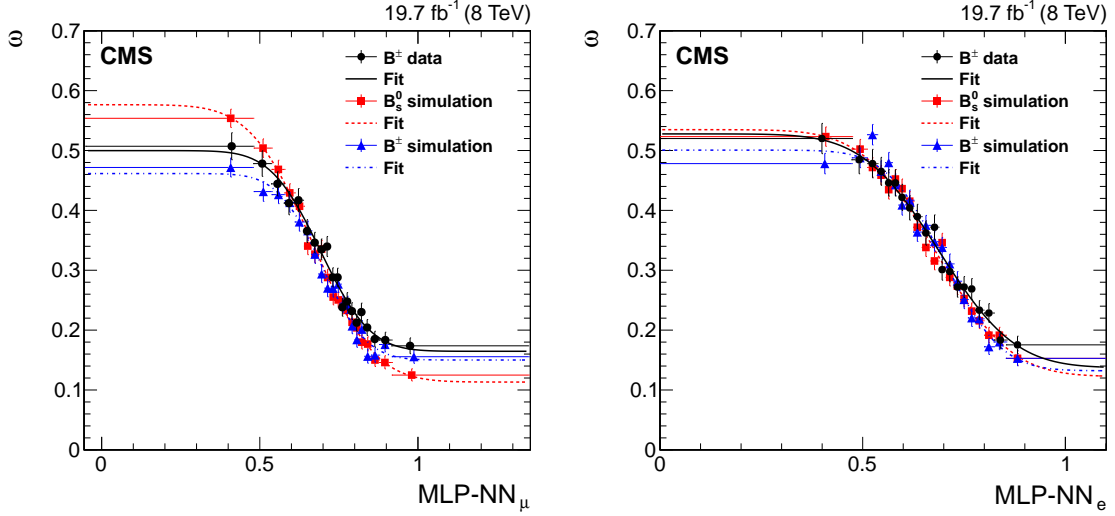 19.7 fb⁻¹ (8 TeV)
ω
0.7
0.6
0.5
0.4
0.3
0.2
0.1
0
CMS
B± data
Fit
B⁰ₛ simulation
Fit
B± simulation
Fit
0
0.5
1
MLP-NN_μ
19.7 fb⁻¹ (8 TeV)
ω
0.7
0.6
0.5
0.4
0.3
0.2
0.1
0
CMS
B± data
Fit
B⁰ₛ simulation
Fit
B± simulation
Fit
0
0.5
1
MLP-NN_e